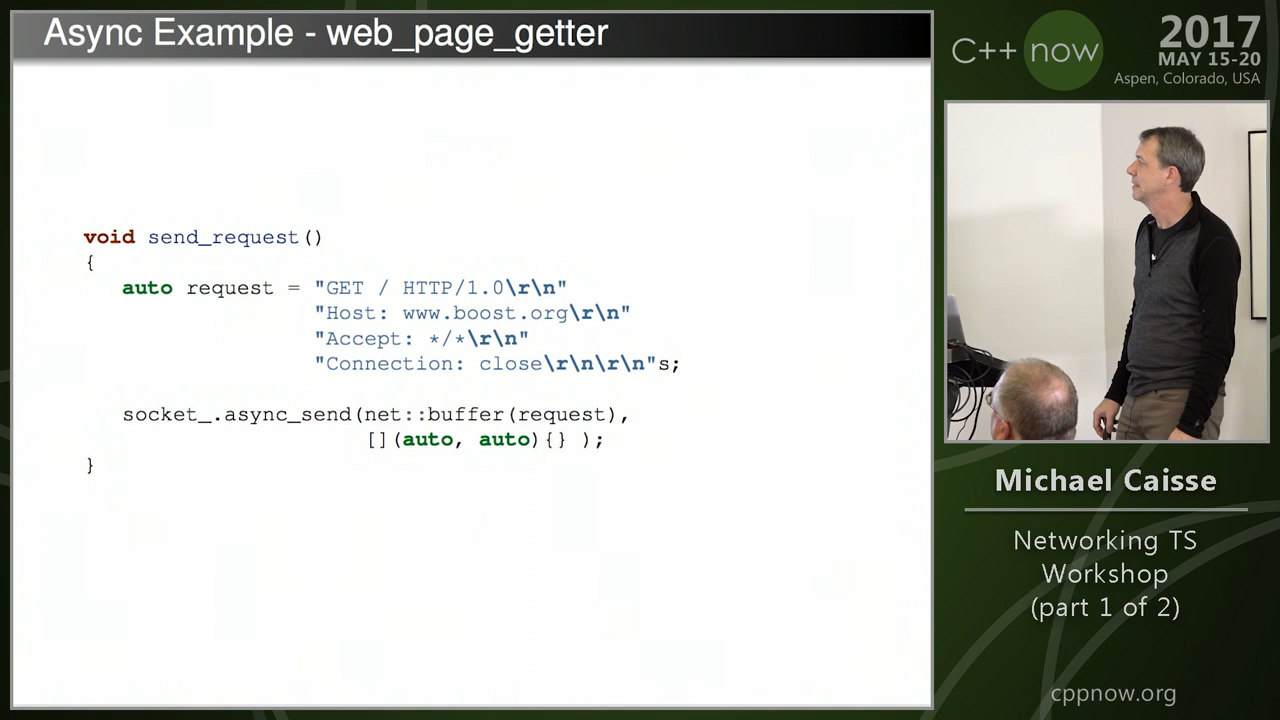 Async Example - web_page_getter
void send_request()
{
auto request = "GET / HTTP/1.0\r\n"
"Host: www.boost.org\r\n"
"Accept: */*\r\n"
"Connection: close\r\n\r\n"s;
socket_.async_send(net::buffer(request),
[](auto, auto){} );
}
C++ now
2017
MAY 15-20
Aspen, Colorado, USA
Michael Caisse
Networking TS
Workshop
(part 1 of 2)
cppnow.org